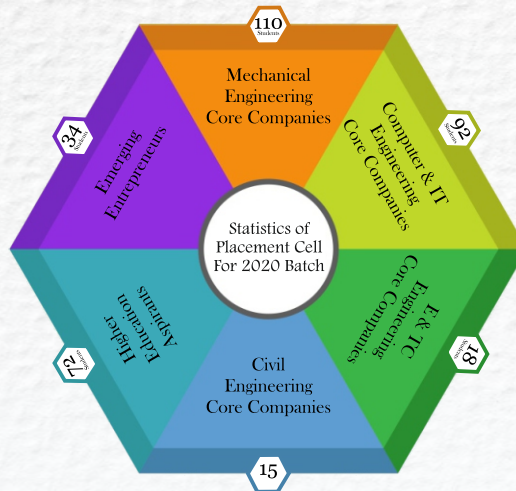 110
Students
Mechanical
Engineering
Core Companies
92
Students
Computer & IT
Engineering
Core Companies
18
Students
E & TC
Engineering
Core Companies
15
Civil
Engineering
Core Companies
72
Students
Higher
Education
Aspirants
34
Students
Emerging
Entrepreneurs
Statistics of
Placement Cell
For 2020 Batch